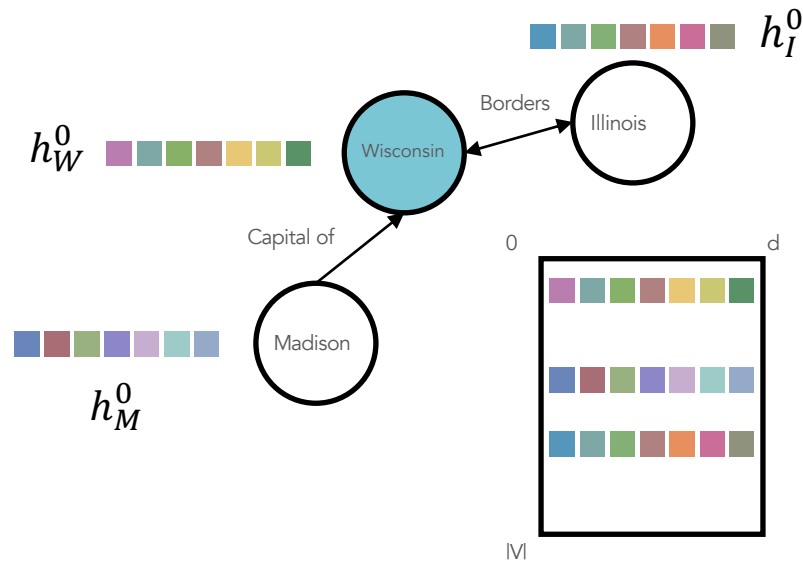 h_I^0
Borders
Illinois
h_W^0
Wisconsin
Capital of
0
d
Madison
h_M^0
|V|